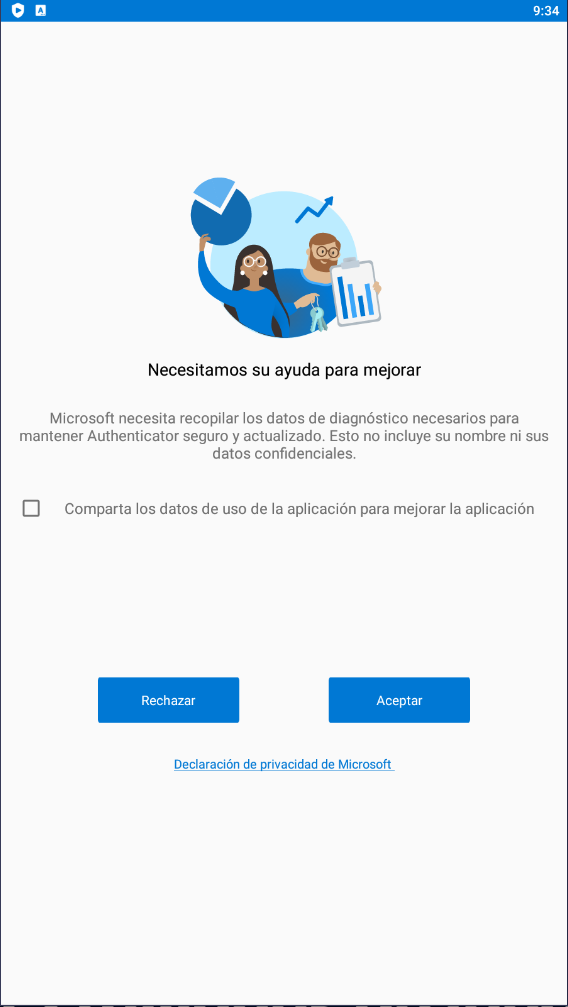 9:34
Necesitamos su ayuda para mejorar
Microsoft necesita recopilar los datos de diagnóstico necesarios para
mantener Authenticator seguro y actualizado. Esto no incluye su nombre ni sus
datos confidenciales.
Comparta los datos de uso de la aplicación para mejorar la aplicación
Rechazar
Aceptar
Declaración de privacidad de Microsoft